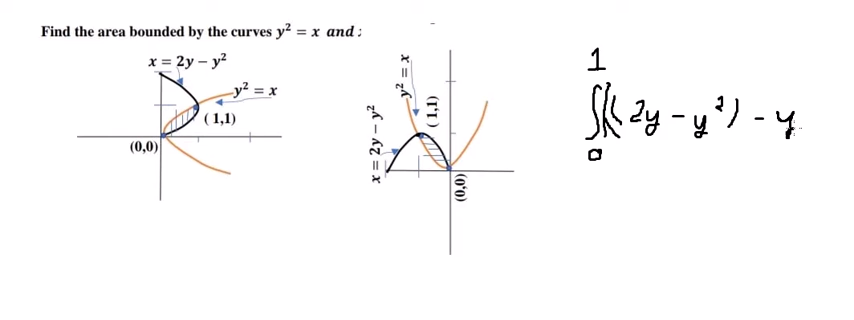 Find the area bounded by the curves y² = x and :
x = 2y − y²
y² = x
(1,1)
(0,0)
x = 2y − y²
y² = x
(1,1)
(0,0)
1
∫((2y − y²) − y
0